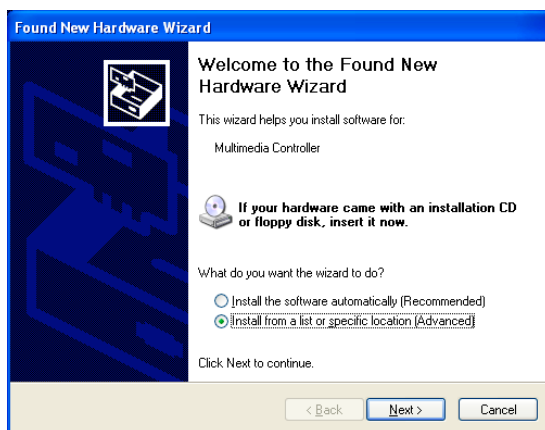 Found New Hardware Wizard
Welcome to the Found New
Hardware Wizard
This wizard helps you install software for:
Multimedia Controller
If your hardware came with an installation CD
or floppy disk, insert it now.
What do you want the wizard to do?
Install the software automatically (Recommended)
Install from a list or specific location (Advanced)
Click Next to continue.
< Back Next > Cancel